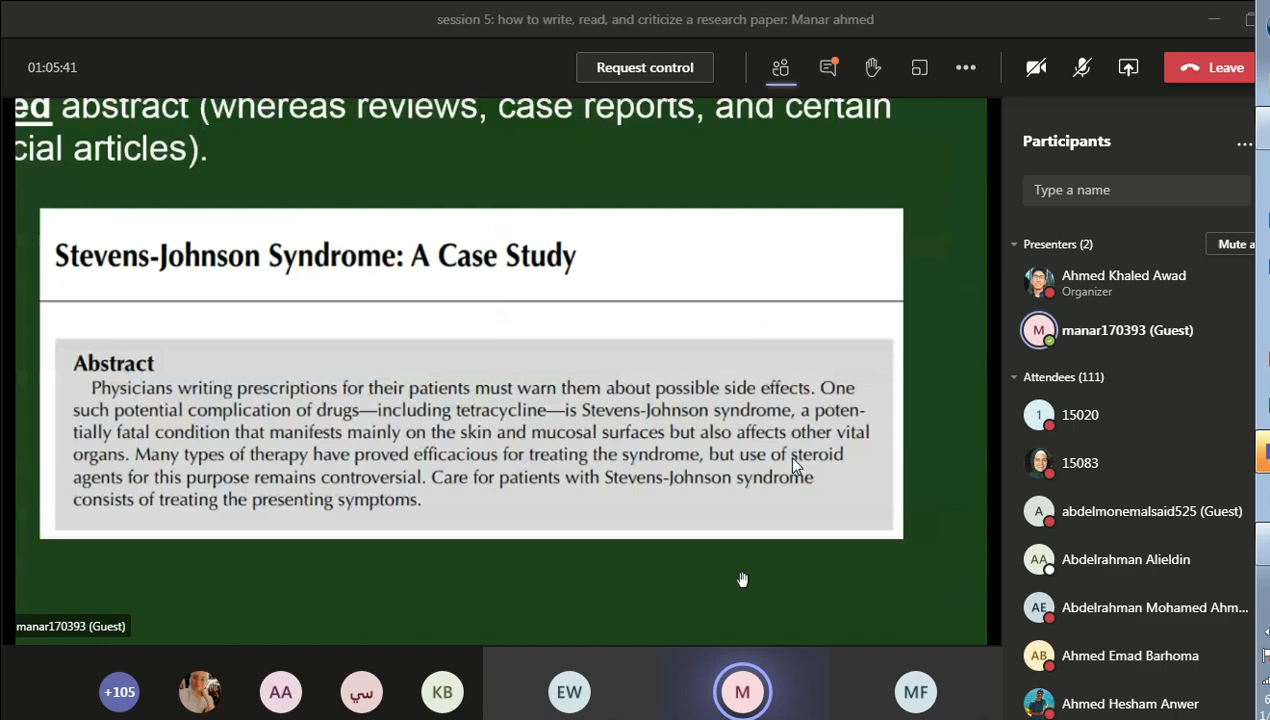 session 5: how to write, read, and criticize a research paper: Manar ahmed
01:05:41
Request control
Leave
ed abstract (whereas reviews, case reports, and certain
cial articles).
Stevens-Johnson Syndrome: A Case Study
Abstract
Physicians writing prescriptions for their patients must warn them about possible side effects. One
such potential complication of drugs—including tetracycline—is Stevens-Johnson syndrome, a poten-
tially fatal condition that manifests mainly on the skin and mucosal surfaces but also affects other vital
organs. Many types of therapy have proved efficacious for treating the syndrome, but use of steroid
agents for this purpose remains controversial. Care for patients with Stevens-Johnson syndrome
consists of treating the presenting symptoms.
manar170393 (Guest)
+105
AA
سي
KB
EW
M
MF
Participants
Type a name
Presenters (2)
Mute a
Ahmed Khaled Awad
Organizer
M
manar170393 (Guest)
Attendees (111)
1
15020
15083
A
abdelmonemalsaid525 (Guest)
AA
Abdelrahman Alieldin
AE
Abdelrahman Mohamed Ahm...
AB
Ahmed Emad Barhoma
Ahmed Hesham Anwer